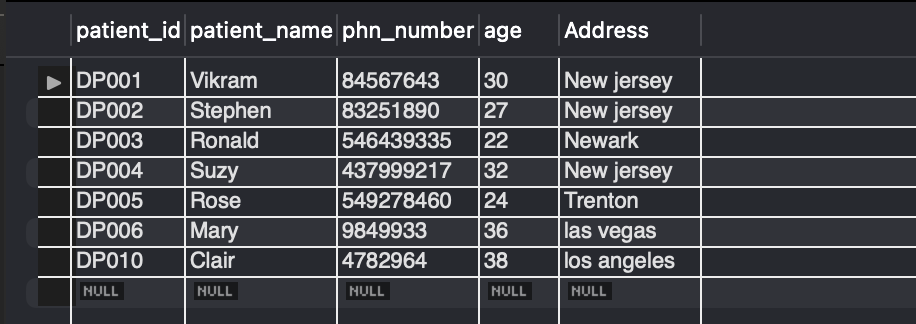 patient_id patient_name phn_number age Address
DP001 Vikram 84567643 30 New jersey
DP002 Stephen 83251890 27 New jersey
DP003 Ronald 546439335 22 Newark
DP004 Suzy 437999217 32 New jersey
DP005 Rose 549278460 24 Trenton
DP006 Mary 9849933 36 las vegas
DP010 Clair 4782964 38 los angeles
NULL NULL NULL NULL NULL